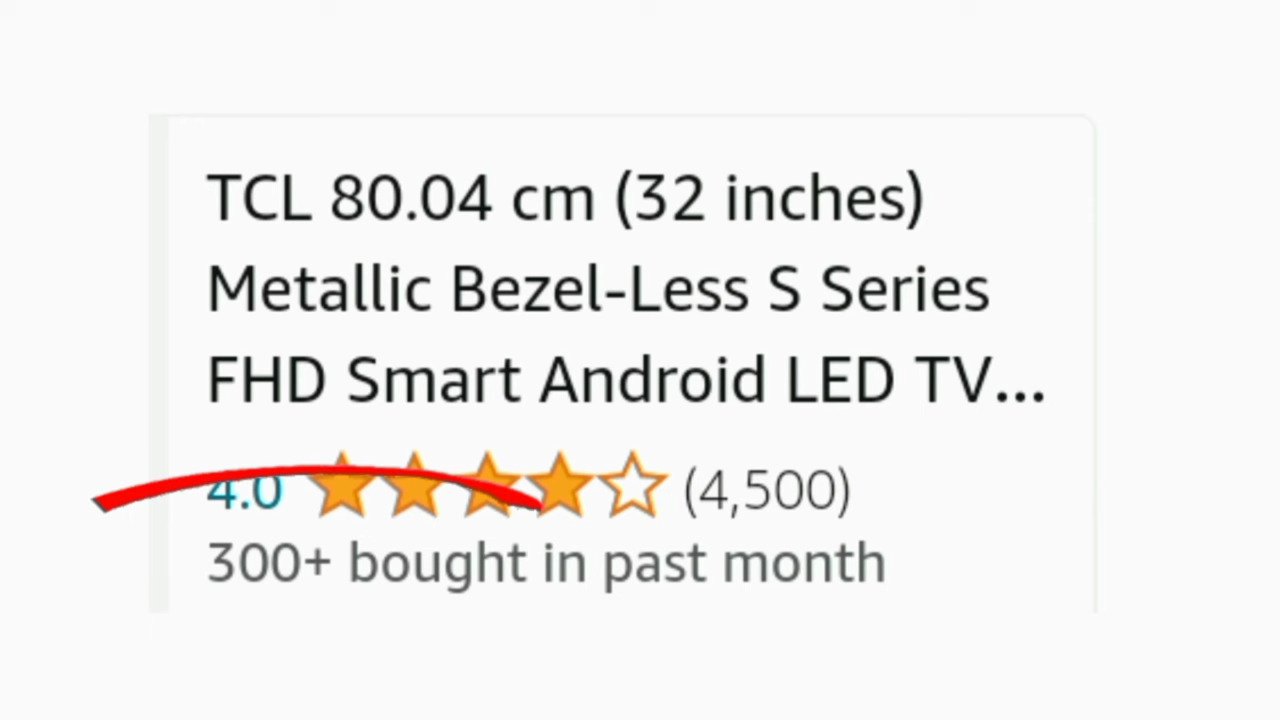 TCL 80.04 cm (32 inches)
Metallic Bezel-Less S Series
FHD Smart Android LED TV...
4.0 (4,500)
300+ bought in past month